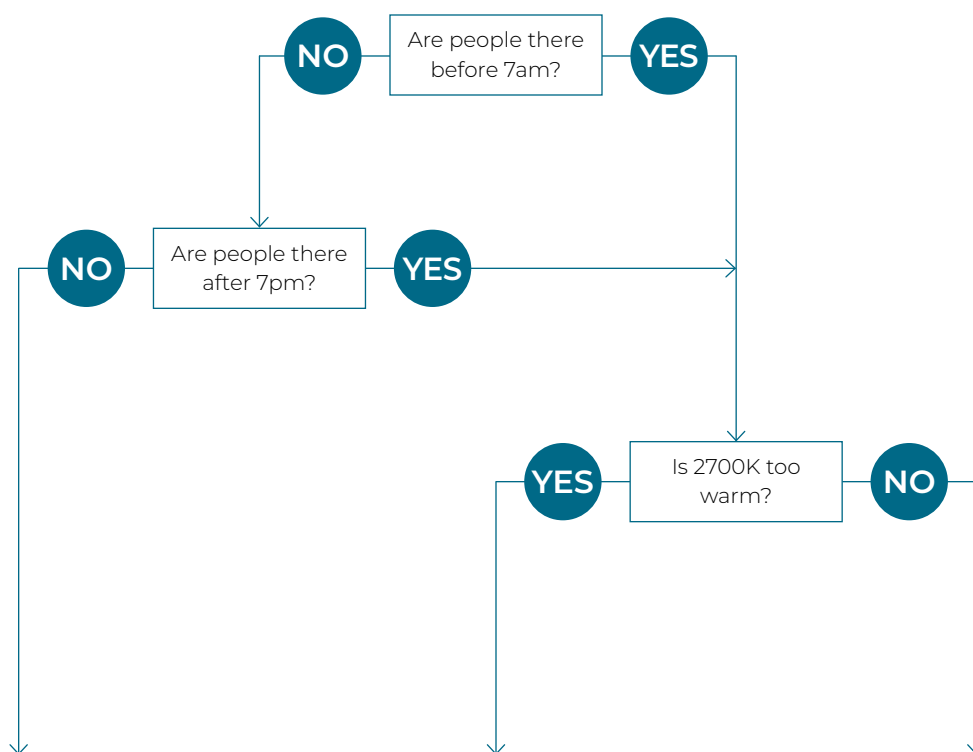 NO
Are people there
before 7am?
YES
NO
Are people there
after 7pm?
YES
YES
Is 2700K too
warm?
NO